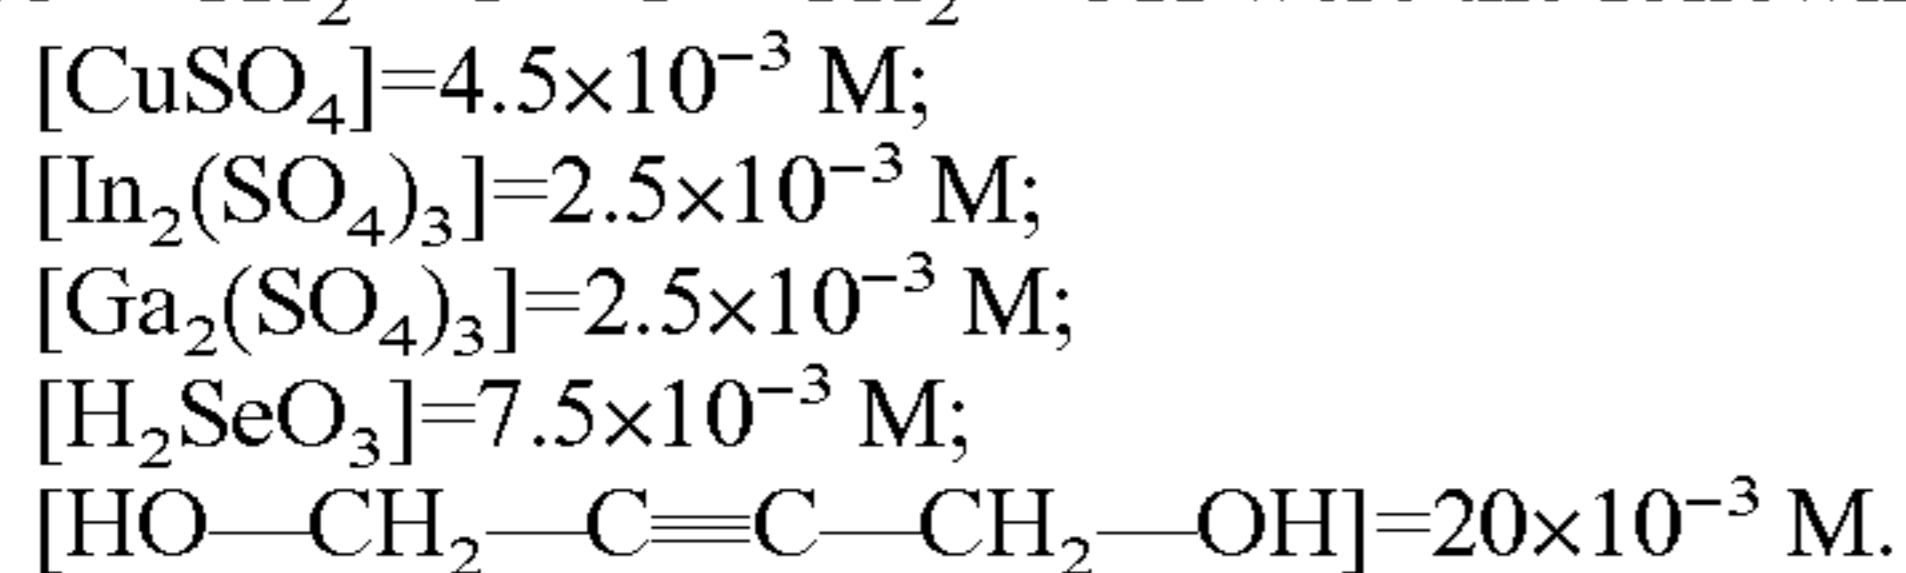 [CuSO₄]=4.5×10⁻³ M;
[In₂(SO₄)₃]=2.5×10⁻³ M;
[Ga₂(SO₄)₃]=2.5×10⁻³ M;
[H₂SeO₃]=7.5×10⁻³ M;
[HO—CH₂—C≡C—CH₂—OH]=20×10⁻³ M.